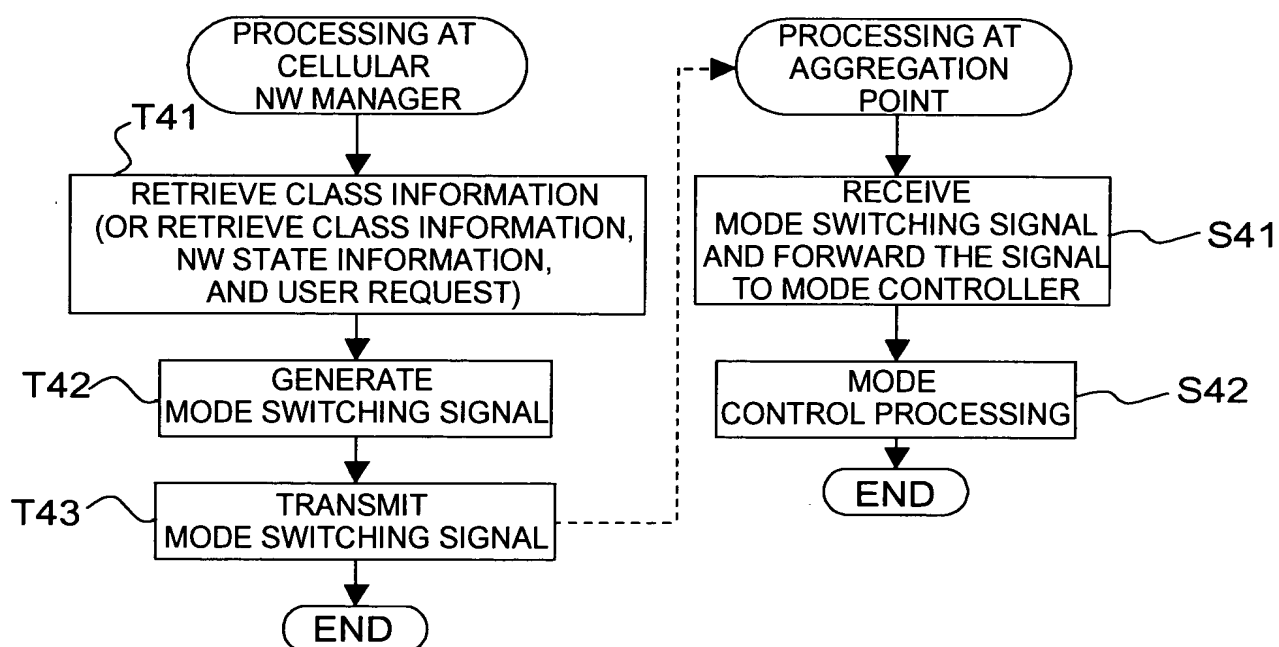 PROCESSING AT
CELLULAR
NW MANAGER
T41
RETRIEVE CLASS INFORMATION
(OR RETRIEVE CLASS INFORMATION,
NW STATE INFORMATION,
AND USER REQUEST)
T42
GENERATE
MODE SWITCHING SIGNAL
T43
TRANSMIT
MODE SWITCHING SIGNAL
END
PROCESSING AT
AGGREGATION
POINT
RECEIVE
MODE SWITCHING SIGNAL
AND FORWARD THE SIGNAL
TO MODE CONTROLLER
S41
MODE
CONTROL PROCESSING
S42
END